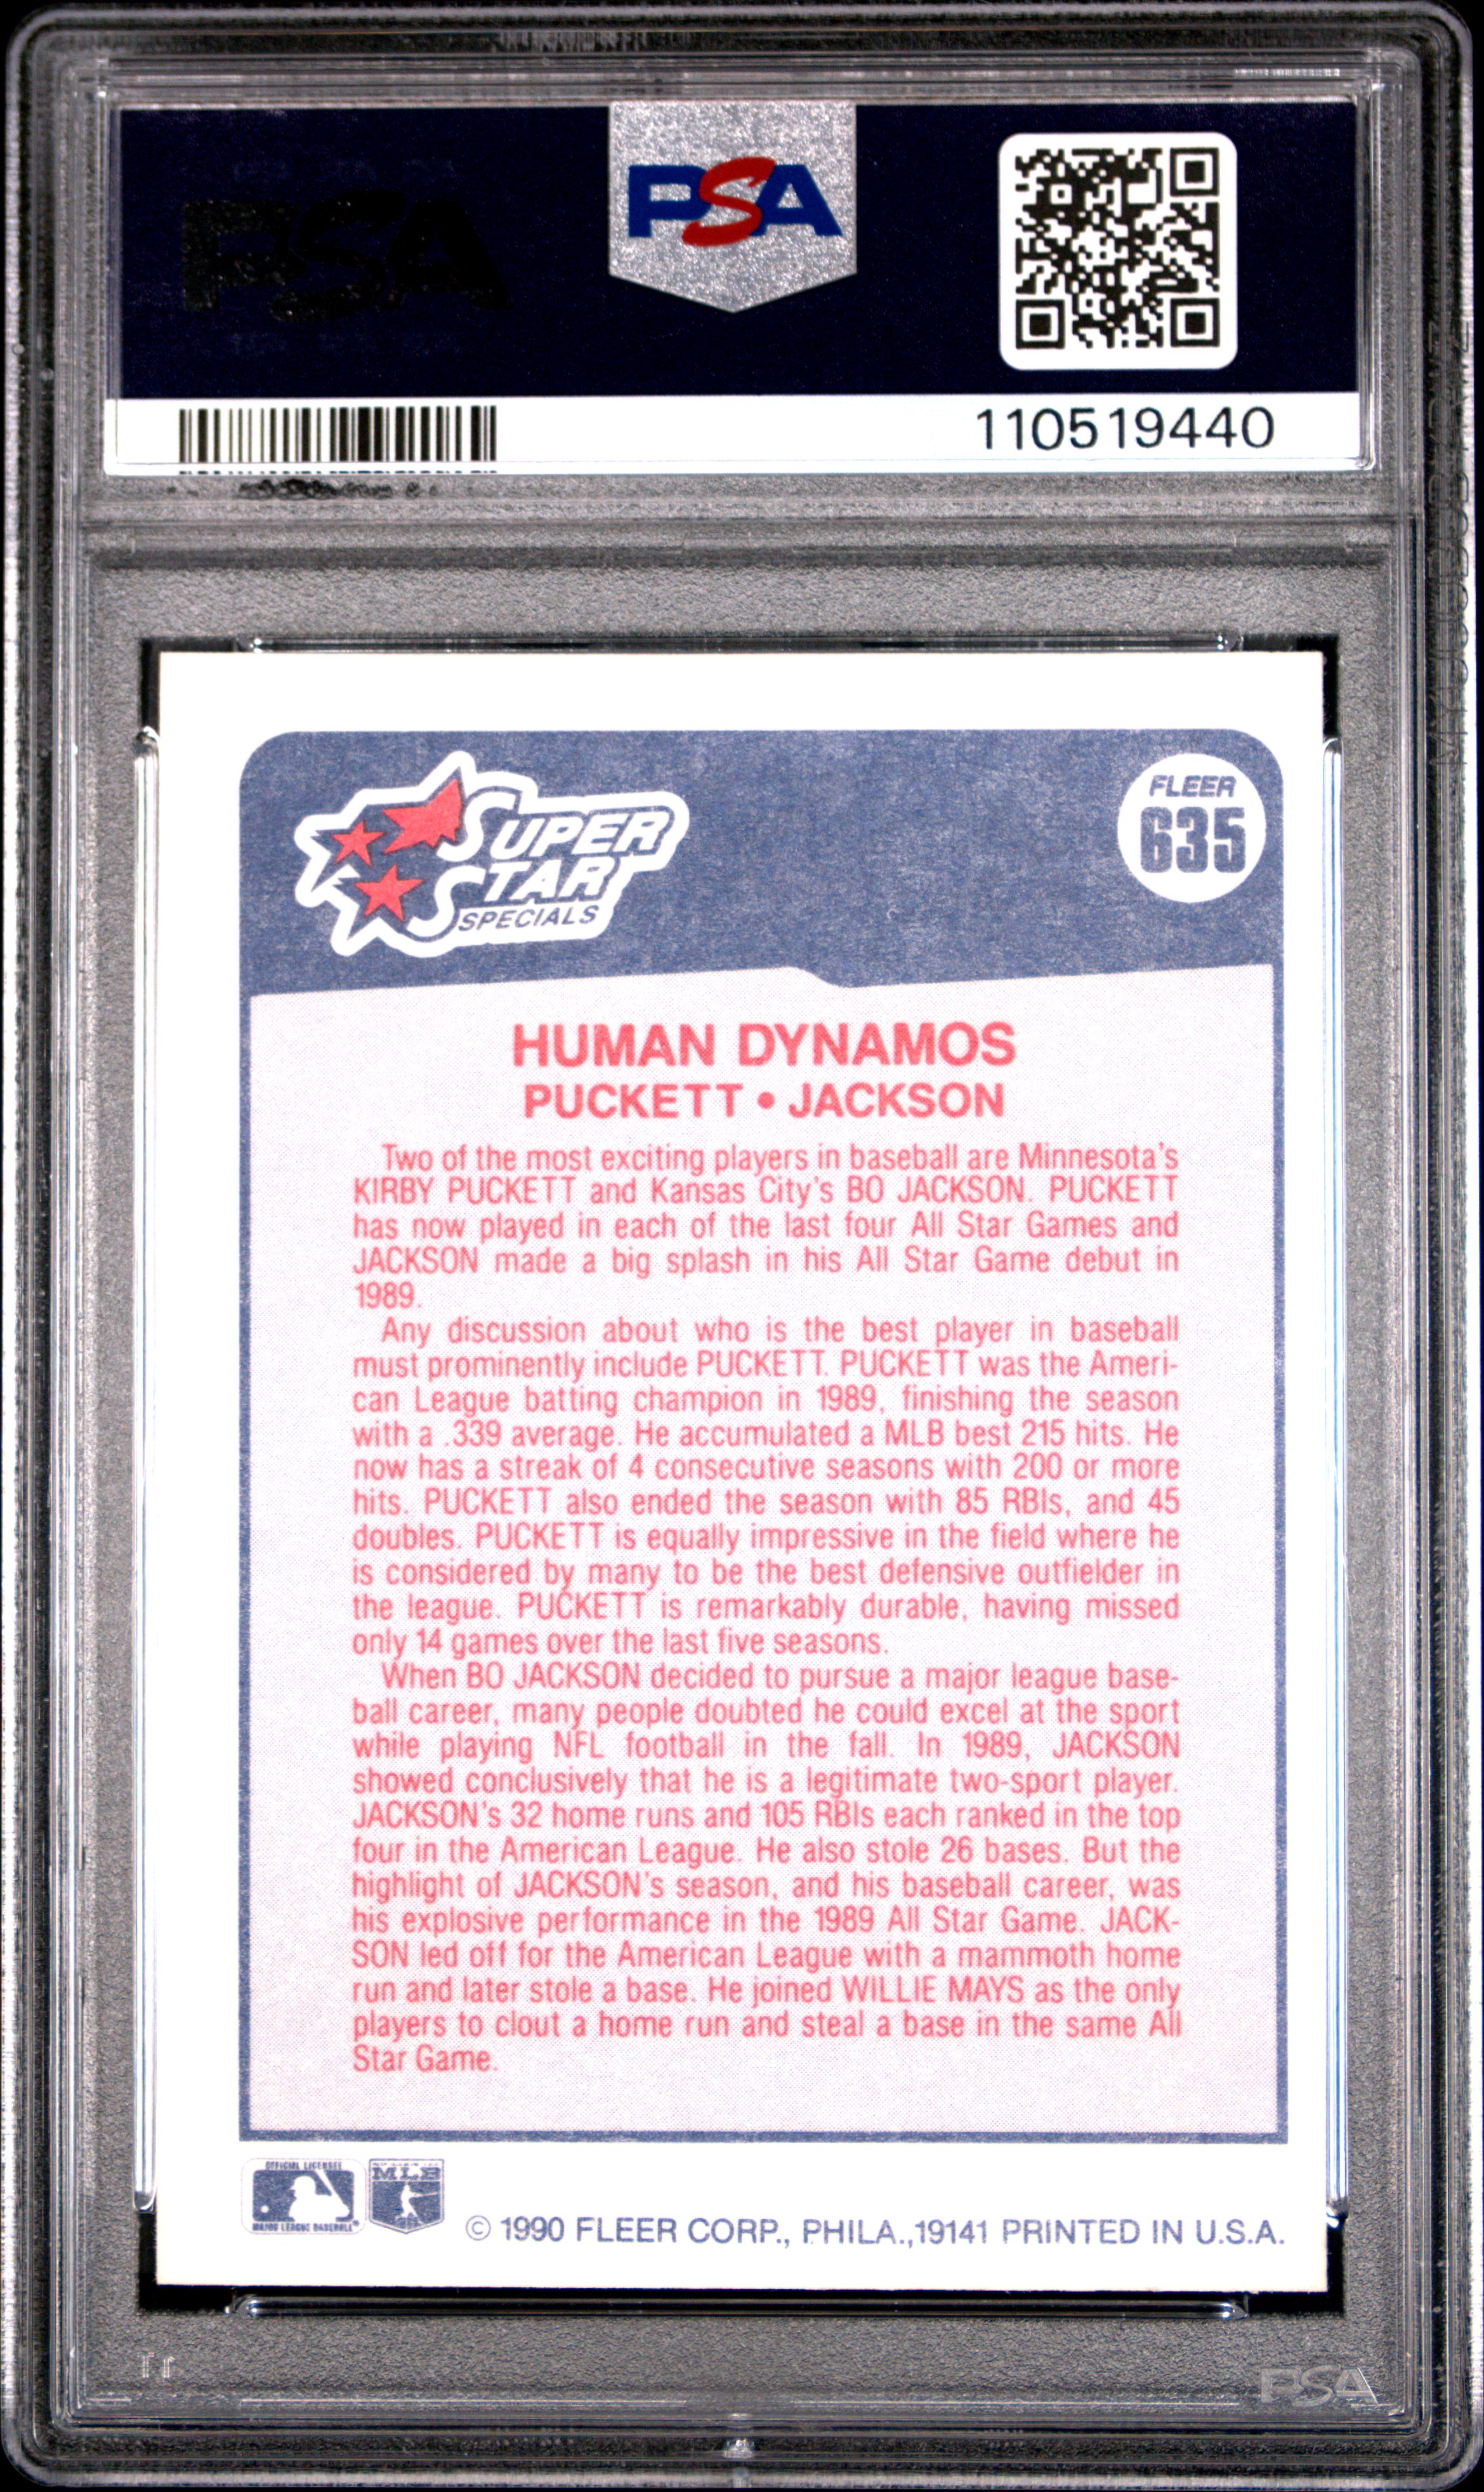 PSA
PSA
110519440
SUPER
STAR
SPECIALS
FLEER
635
HUMAN DYNAMOS
PUCKETT • JACKSON
Two of the most exciting players in baseball are Minnesota's
KIRBY PUCKETT and Kansas City's BO JACKSON. PUCKETT
has now played in each of the last four All Star Games and
JACKSON made a big splash in his All Star Game debut in
1989.
Any discussion about who is the best player in baseball
must prominently include PUCKETT. PUCKETT was the Ameri-
can League batting champion in 1989, finishing the season
with a .339 average. He accumulated a MLB best 215 hits. He
now has a streak of 4 consecutive seasons with 200 or more
hits. PUCKETT also ended the season with 85 RBIs, and 45
doubles. PUCKETT is equally impressive in the field where he
is considered by many to be the best defensive outfielder in
the league. PUCKETT is remarkably durable, having missed
only 14 games over the last five seasons.
When BO JACKSON decided to pursue a major league base-
ball career, many people doubted he could excel at the sport
while playing NFL football in the fall. In 1989, JACKSON
showed conclusively that he is a legitimate two-sport player.
JACKSON's 32 home runs and 105 RBIs each ranked in the top
four in the American League. He also stole 26 bases. But the
highlight of JACKSON's season, and his baseball career, was
his explosive performance in the 1989 All Star Game. JACK-
SON led off for the American League with a mammoth home
run and later stole a base. He joined WILLIE MAYS as the only
players to clout a home run and steal a base in the same All
Star Game.
OFFICIAL LICENSEE
MAJOR LEAGUE BASEBALL
MLB
© 1990 FLEER CORP., PHILA.,19141 PRINTED IN U.S.A.
PSA